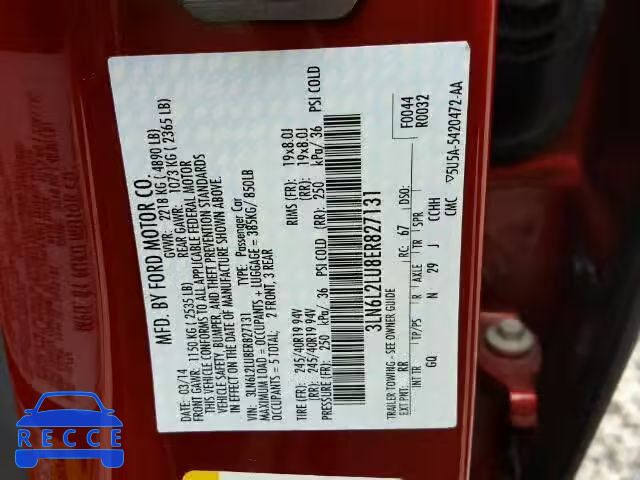 MFD. BY FORD MOTOR CO.
DATE: 03/14 GVWR: 2218 KG ( 4890 LB)
FRONT GAWR: 1150 KG ( 2535 LB) REAR GAWR: 1073 KG ( 2365 LB)
THIS VEHICLE CONFORMS TO ALL APPLICABLE FEDERAL MOTOR
VEHICLE SAFETY, BUMPER, AND THEFT PREVENTION STANDARDS
IN EFFECT ON THE DATE OF MANUFACTURE SHOWN ABOVE.
VIN: 3LN6L2LU8ER827131 TYPE: Passenger Car
MAXIMUM LOAD = OCCUPANTS + LUGGAGE = 385KG/ 850LB
OCCUPANTS = 5 TOTAL: 2 FRONT, 3 REAR
TIRE (FR): 245/40R19 94V RIMS (FR): 19x8.0J
(RR): 245/40R19 94V (RR): 19x8.0J
PRESSURE (FR): 250 kPa/ 36 PSI COLD (RR): 250 kPa/ 36 PSI COLD
3LN6L2LU8ER827131
F0044
R0032
TRAILER TOWING - SEE OWNER GUIDE
EXT PNT: RR RC: 67 DSO:
INT TR TP/PS R AXLE TR SPR
GQ N 29 J CCHH
CMC 5U5A-5420472-AA
RECCE